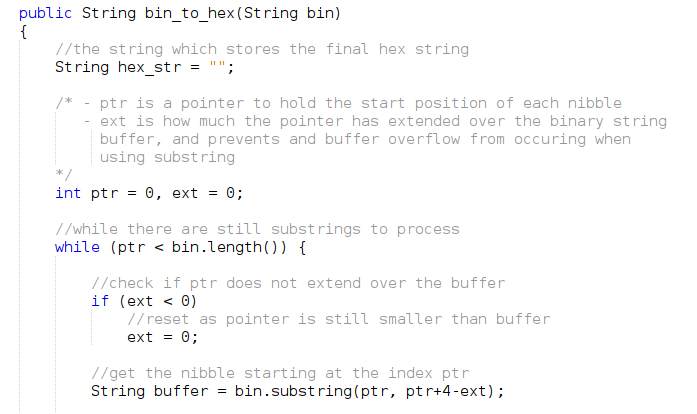 public String bin_to_hex(String bin)
{
//the string which stores the final hex string
String hex_str = "";
/* - ptr is a pointer to hold the start position of each nibble
- ext is how much the pointer has extended over the binary string
buffer, and prevents and buffer overflow from occuring when
using substring
*/
int ptr = 0, ext = 0;
//while there are still substrings to process
while (ptr < bin.length()) {
//check if ptr does not extend over the buffer
if (ext < 0)
//reset as pointer is still smaller than buffer
ext = 0;
//get the nibble starting at the index ptr
String buffer = bin.substring(ptr, ptr+4-ext);